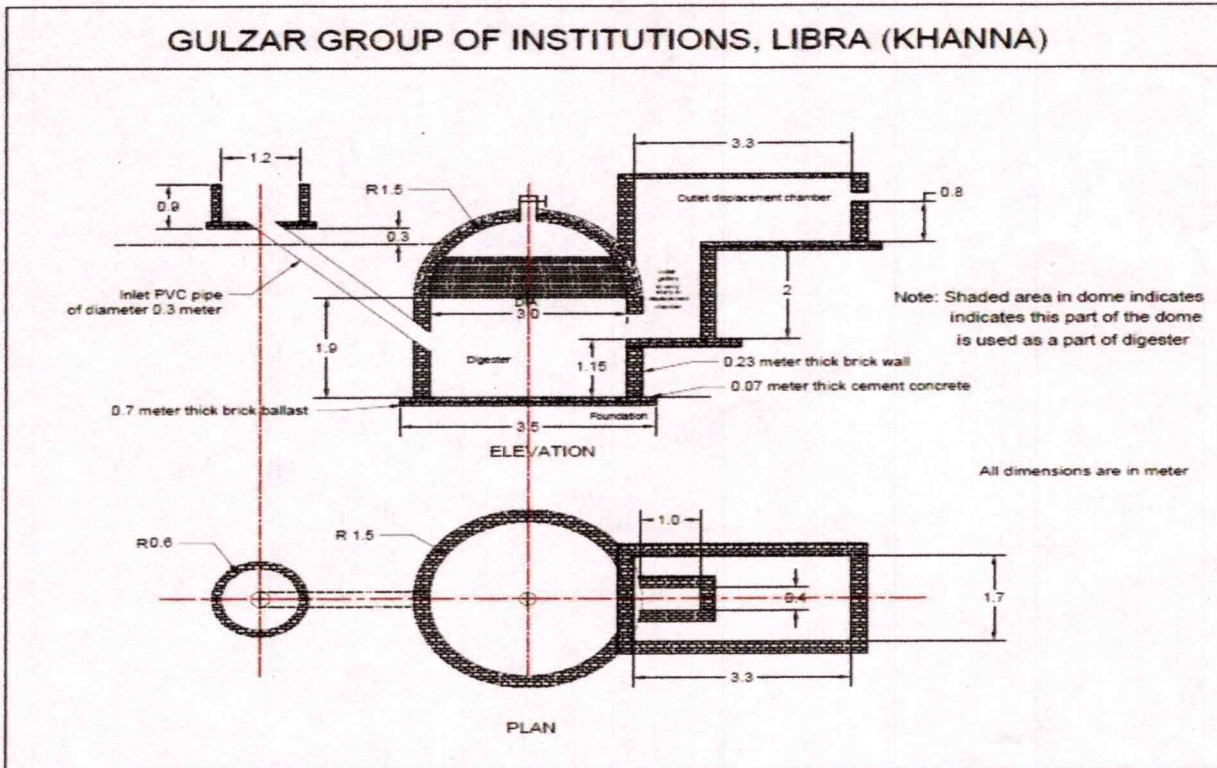 GULZAR GROUP OF INSTITUTIONS, LIBRA (KHANNA)
1.2
3.3
0.9
R1.5
Outlet displacement chamber
0.8
0.3
Inlet PVC pipe
of diameter 0.3 meter
DIA
3.0
2
Note: Shaded area in dome indicates
indicates this part of the dome
is used as a part of digester
1.9
Digester
1.15
0.23 meter thick brick wall
0.07 meter thick cement concrete
0.7 meter thick brick ballast
Foundation
3.5
ELEVATION
All dimensions are in meter
R0.6
R 1.5
1.0
0.4
1.7
3.3
PLAN